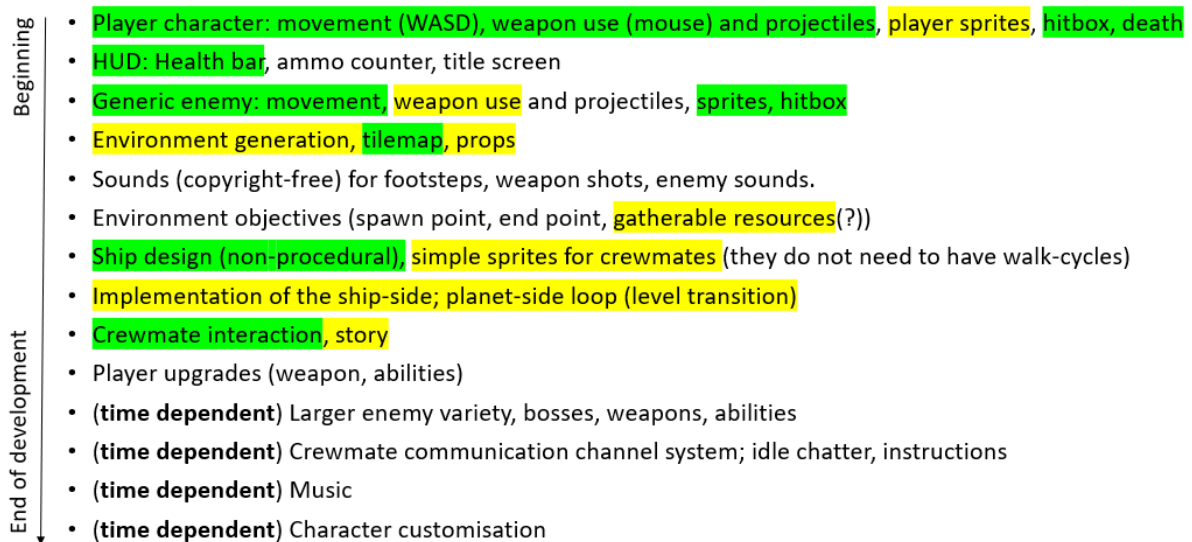 Beginning
• Player character: movement (WASD), weapon use (mouse) and projectiles, player sprites, hitbox, death
• HUD: Health bar, ammo counter, title screen
• Generic enemy: movement, weapon use and projectiles, sprites, hitbox
• Environment generation, tilemap, props
• Sounds (copyright-free) for footsteps, weapon shots, enemy sounds.
• Environment objectives (spawn point, end point, gatherable resources(?))
• Ship design (non-procedural), simple sprites for crewmates (they do not need to have walk-cycles)
• Implementation of the ship-side; planet-side loop (level transition)
• Crewmate interaction, story
• Player upgrades (weapon, abilities)
• (time dependent) Larger enemy variety, bosses, weapons, abilities
• (time dependent) Crewmate communication channel system; idle chatter, instructions
• (time dependent) Music
• (time dependent) Character customisation
End of development